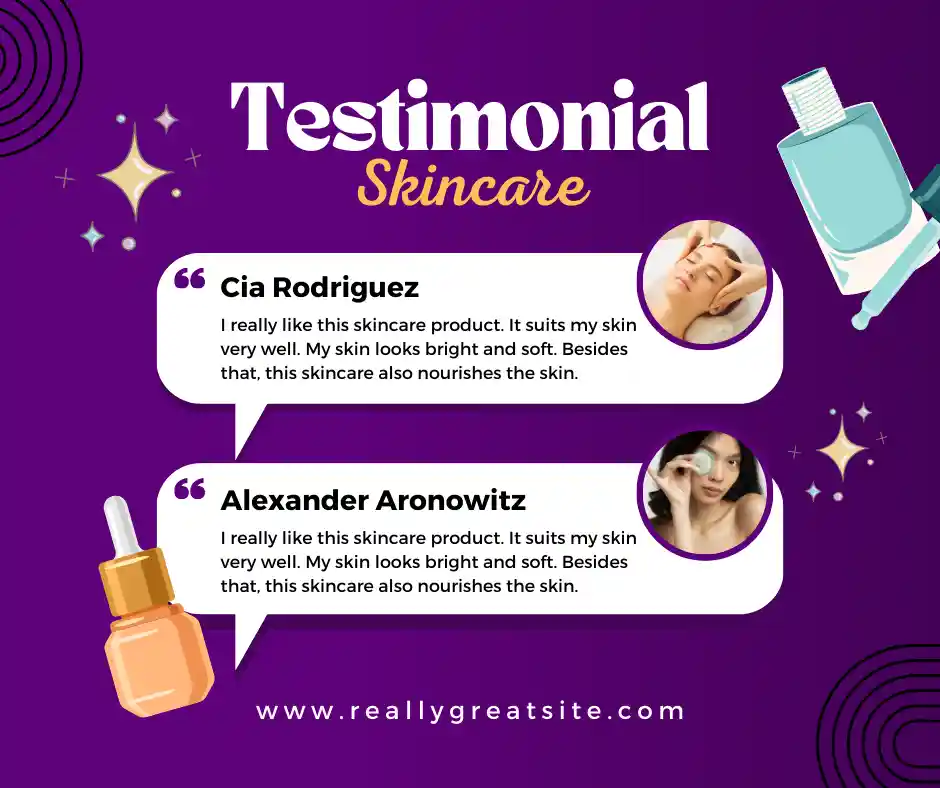 Testimonial
Skincare
❝ Cia Rodriguez
I really like this skincare product. It suits my skin
very well. My skin looks bright and soft. Besides
that, this skincare also nourishes the skin.
❝ Alexander Aronowitz
I really like this skincare product. It suits my skin
very well. My skin looks bright and soft. Besides
that, this skincare also nourishes the skin.
www.reallygreatsite.com